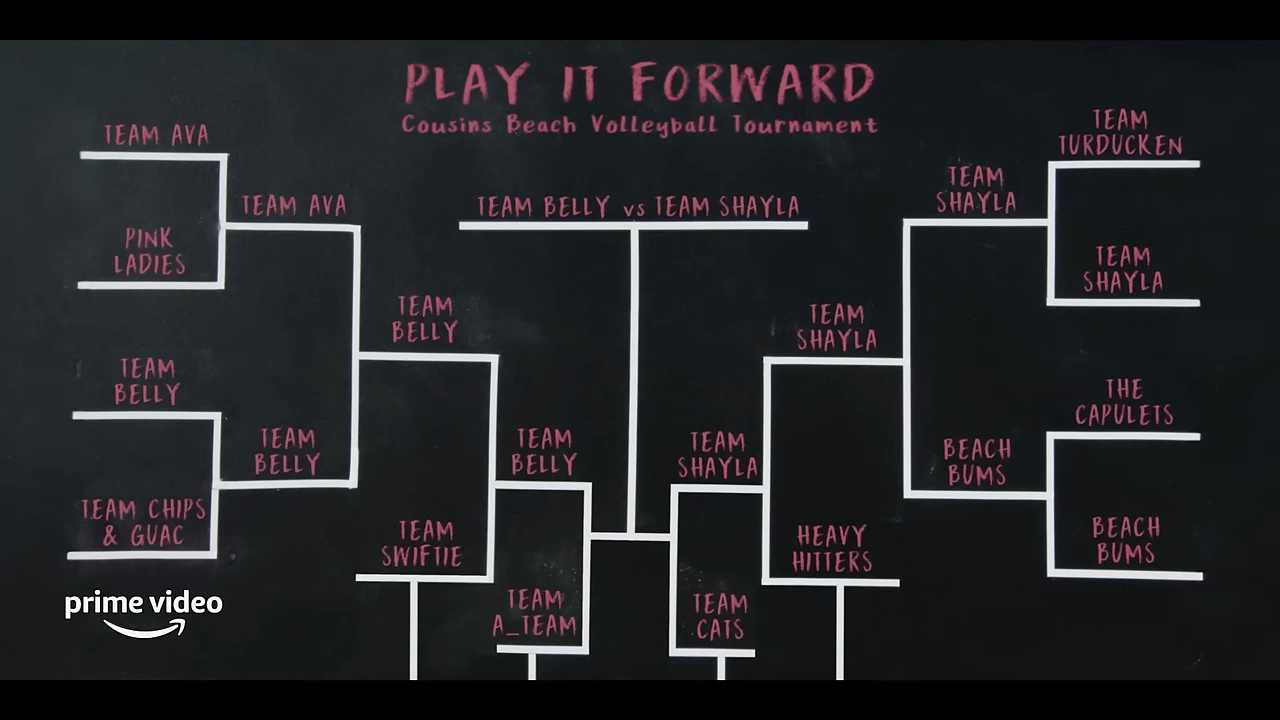 PLAY IT FORWARD
Cousins Beach Volleyball Tournament
TEAM AVA
PINK
LADIES
TEAM
BELLY
TEAM CHIPS
& GUAC
TEAM AVA
TEAM
BELLY
TEAM
BELLY
TEAM
SWIFTIE
TEAM
BELLY
TEAM
A_TEAM
TEAM BELLY vs TEAM SHAYLA
TEAM
SHAYLA
TEAM
CATS
TEAM
SHAYLA
HEAVY
HITTERS
TEAM
SHAYLA
BEACH
BUMS
TEAM
TURDUCKEN
TEAM
SHAYLA
THE
CAPULETS
BEACH
BUMS
prime video